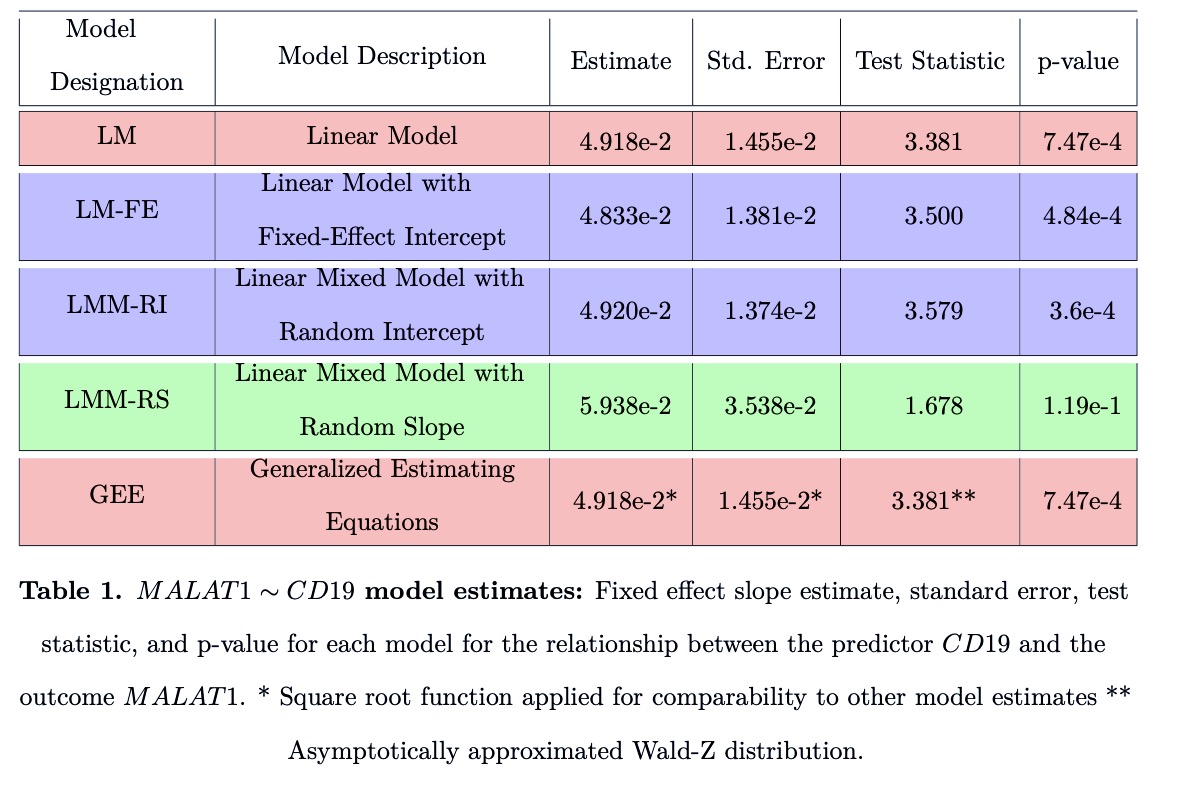 Model Designation | Model Description | Estimate | Std. Error | Test Statistic | p-value
LM | Linear Model | 4.918e-2 | 1.455e-2 | 3.381 | 7.47e-4
LM-FE | Linear Model with Fixed-Effect Intercept | 4.833e-2 | 1.381e-2 | 3.500 | 4.84e-4
LMM-RI | Linear Mixed Model with Random Intercept | 4.920e-2 | 1.374e-2 | 3.579 | 3.6e-4
LMM-RS | Linear Mixed Model with Random Slope | 5.938e-2 | 3.538e-2 | 1.678 | 1.19e-1
GEE | Generalized Estimating Equations | 4.918e-2* | 1.455e-2* | 3.381** | 7.47e-4
Table 1. MALAT1 ~ CD19 model estimates: Fixed effect slope estimate, standard error, test
statistic, and p-value for each model for the relationship between the predictor CD19 and the
outcome MALAT1. * Square root function applied for comparability to other model estimates **
Asymptotically approximated Wald-Z distribution.